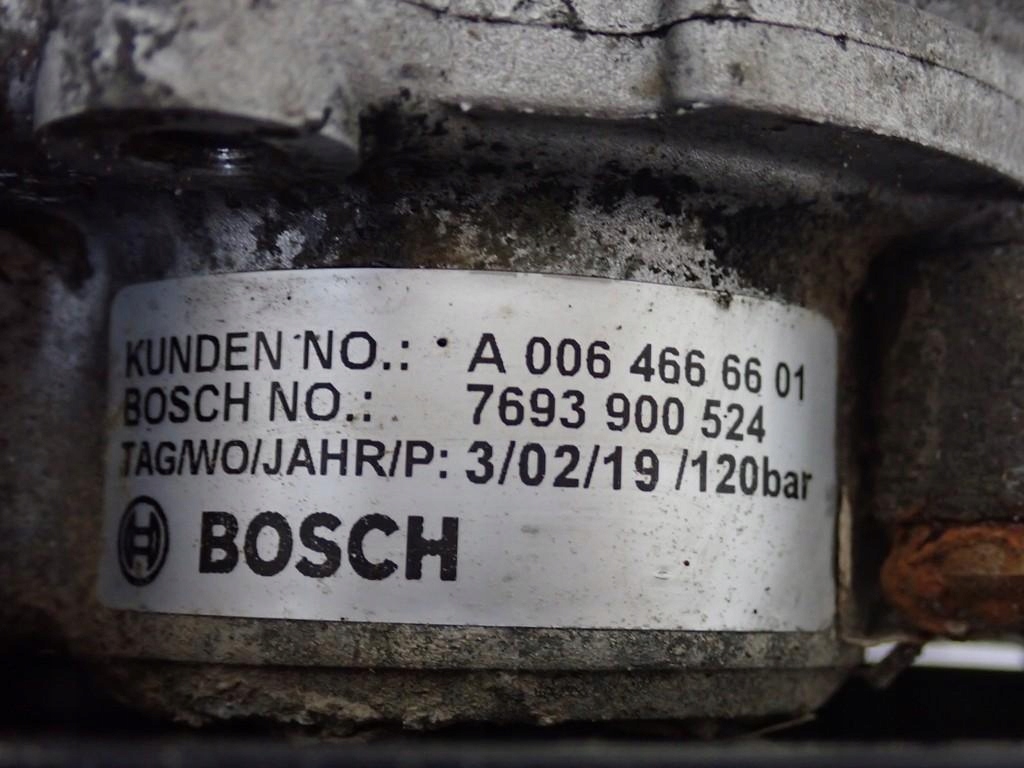 KUNDEN NO.: A 006 466 66 01
BOSCH NO.: 7693 900 524
TAG/WO/JAHR/P: 3/02/19 /120bar
BOSCH